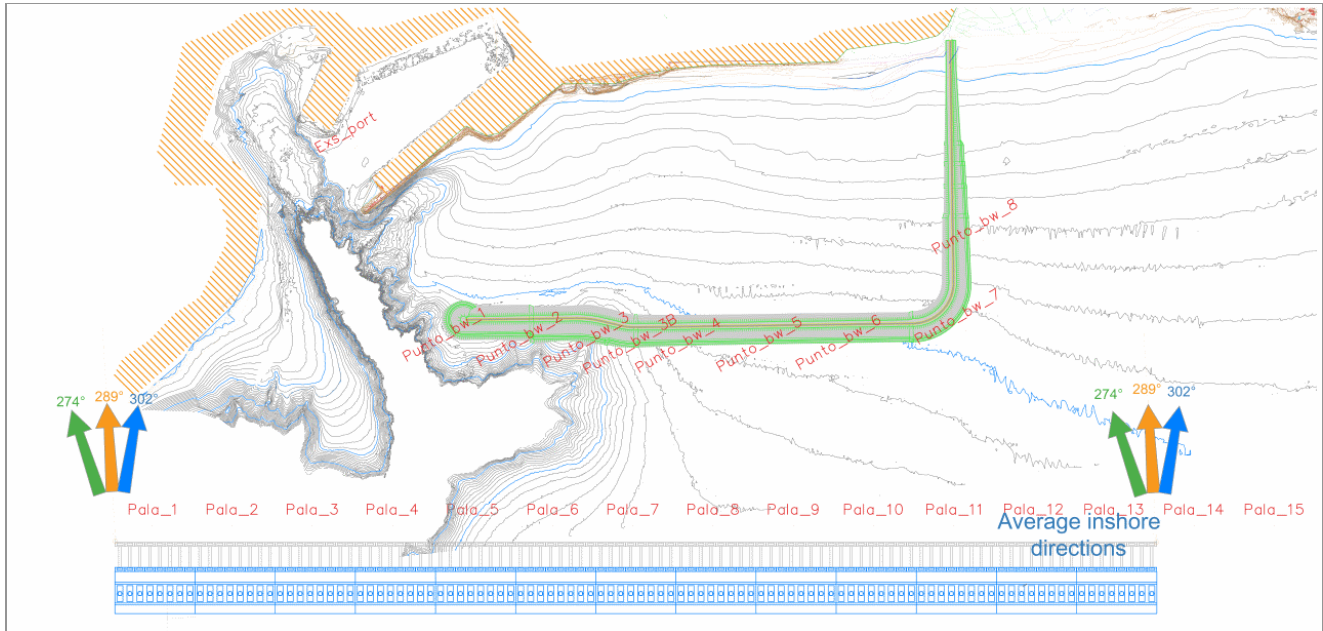 Exs_port
Punto_bw_8
Punto_bw_7
Punto_bw_1
Punto_bw_2
Punto_bw_3
Punto_bw_3B
Punto_bw_4
Punto_bw_5
Punto_bw_6
274°
289°
302°
274°
289°
302°
Pala_1
Pala_2
Pala_3
Pala_4
Pala_5
Pala_6
Pala_7
Pala_8
Pala_9
Pala_10
Pala_11
Pala_12
Pala_13
Pala_14
Pala_15
Average inshore
directions